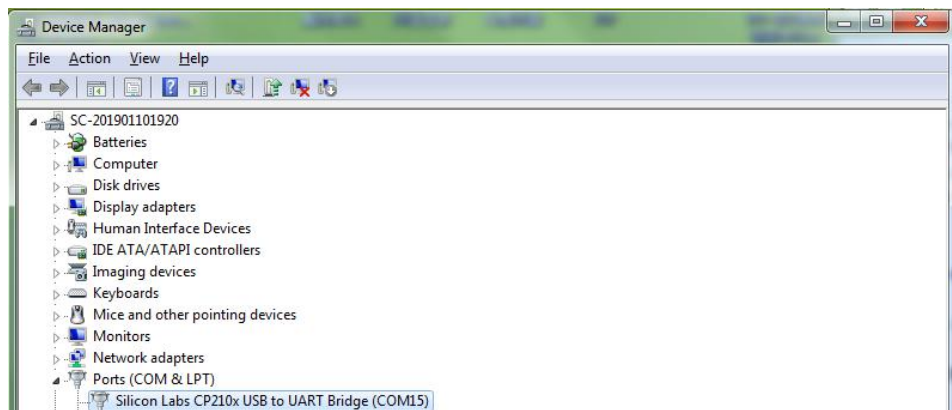 Device Manager
File Action View Help
SC-201901101920
Batteries
Computer
Disk drives
Display adapters
Human Interface Devices
IDE ATA/ATAPI controllers
Imaging devices
Keyboards
Mice and other pointing devices
Monitors
Network adapters
Ports (COM & LPT)
Silicon Labs CP210x USB to UART Bridge (COM15)